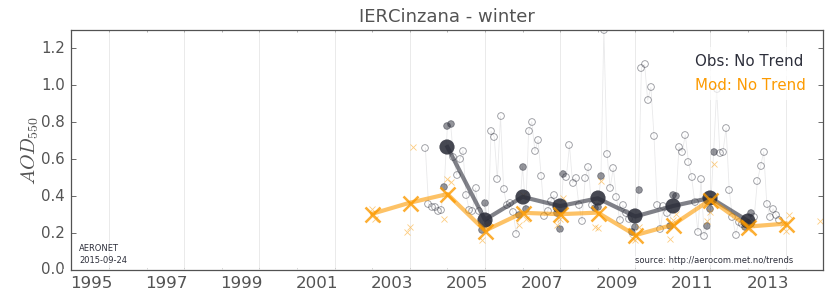 IERCinzana - winter
Obs: No Trend
Mod: No Trend
AOD550
1.2
1.0
0.8
0.6
0.4
0.2
0.0
AERONET
2015-09-24
source: http://aerocom.met.no/trends
1995 1997 1999 2001 2003 2005 2007 2009 2011 2013